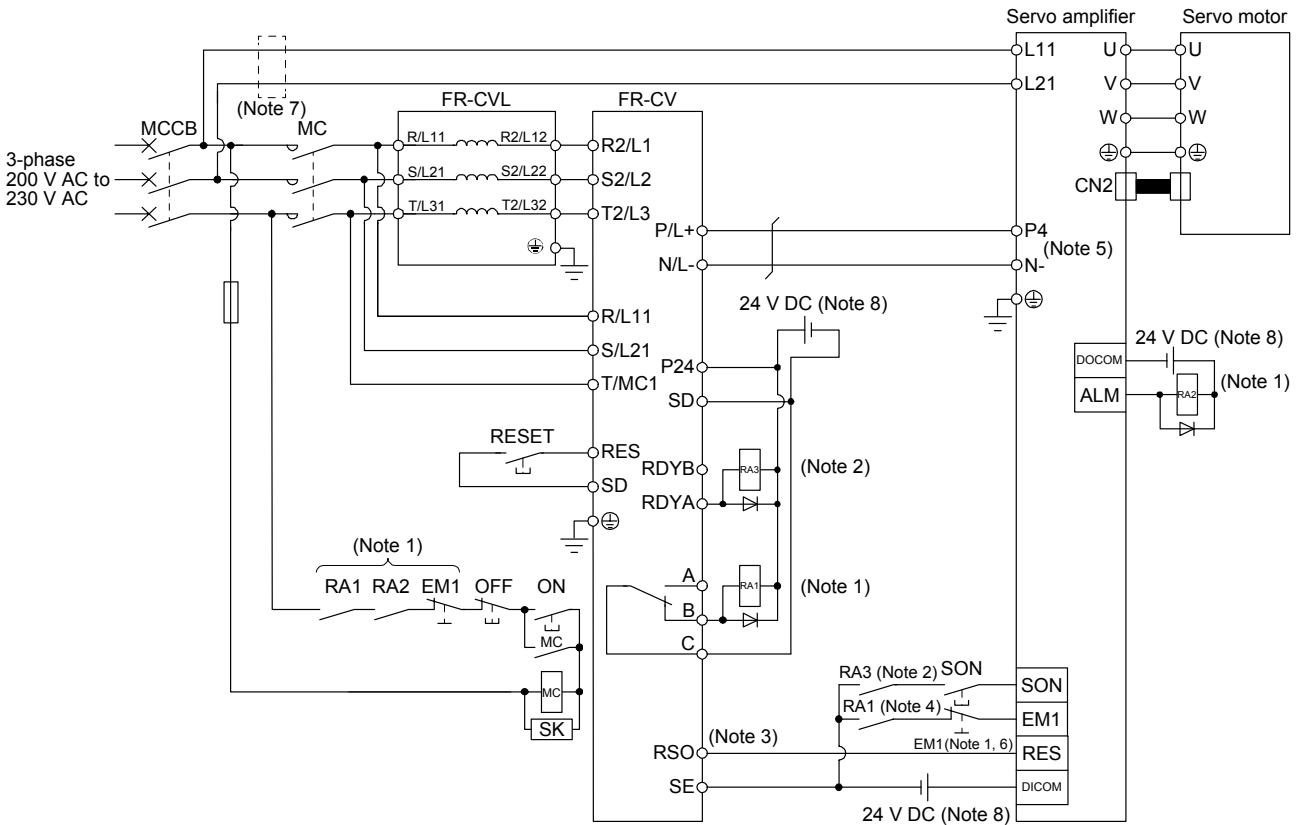 Servo amplifier
Servo motor
L11
U
U
L21
V
V
(Note 7)
FR-CVL
FR-CV
W
W
MCCB
MC
R/L11
R2/L12
R2/L1
3-phase
200 V AC to
230 V AC
S/L21
S2/L22
S2/L2
CN2
T/L31
T2/L32
T2/L3
P/L+
P4
(Note 5)
N/L-
N-
24 V DC (Note 8)
R/L11
S/L21
P24
T/MC1
SD
24 V DC (Note 8)
DOCOM
ALM
RA2
(Note 1)
RESET
RES
SD
RDYB
RA3
(Note 2)
RDYA
(Note 1)
RA1
RA2
EM1
OFF
ON
MC
A
RA1
(Note 1)
B
C
MC
SK
RA3 (Note 2)
SON
SON
RA1 (Note 4)
EM1
RSO
(Note 3)
EM1(Note 1, 6)
RES
SE
DICOM
24 V DC (Note 8)